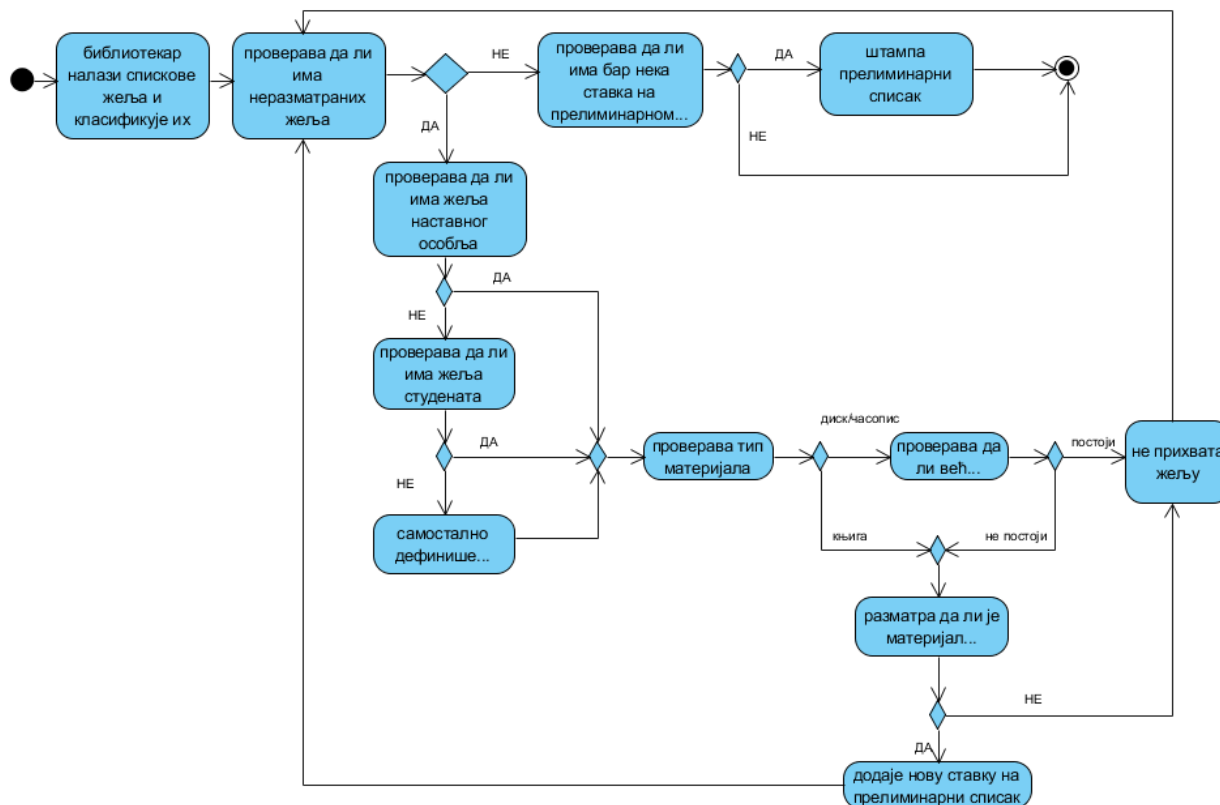 библиотекар
налази спискове
жеља и
класификује их
проверава да ли
има
неразматраних
жеља
НЕ
проверава да ли
има бар нека
ставка на
прелиминарном...
ДА
штампа
прелиминарни
списак
НЕ
ДА
проверава да ли
има жеља
наставног
особља
ДА
НЕ
проверава да ли
има жеља
студената
ДА
НЕ
самостално
дефинише...
проверава тип
материјала
диск/часопис
проверава да
ли већ...
постоји
не прихвата
жељу
књига
не постоји
разматра да ли је
материјал...
НЕ
ДА
додаје нову ставку на
прелиминарни списак